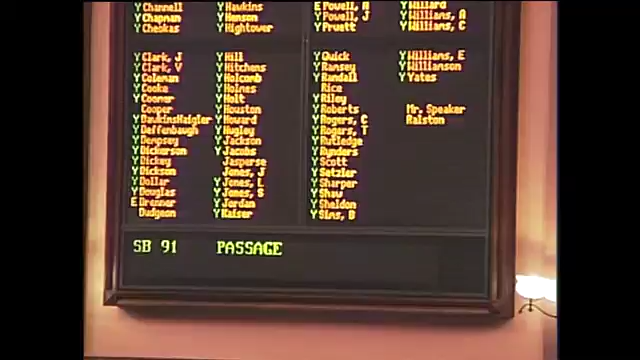 Y Channell Y Hawkins E Powell, A Y Willard
Y Chapman Y Henson Y Powell, J Y Williams, A
Y Cheokas Y Hightower Y Pruett Y Williams, C
Y Clark, J Y Hill Y Quick Y Williams, E
Y Clark, V Y Hitchens Y Ramsey Y Williamson
Y Coleman Y Holcomb Y Randall Y Yates
Y Cooke Y Holmes Rice
Y Coomer Y Holt Y Riley
Cooper Y Houston Y Roberts Mr. Speaker
Y DawkinsHaigler Y Howard Y Rogers, C Ralston
Y Deffenbaugh Y Hugley Y Rogers, T
Y Dempsey Y Jackson Y Rutledge
Y Dickerson Y Jacobs Y Rynders
Y Dickey Jasperse Y Scott
Y Dickson Jones, J Y Setzler
Y Dollar Y Jones, L Y Sharper
Y Douglas Y Jones, S Y Shaw
E Drenner Y Jordan Y Sheldon
Dudgeon Y Kaiser Y Sims, B
SB 91 PASSAGE